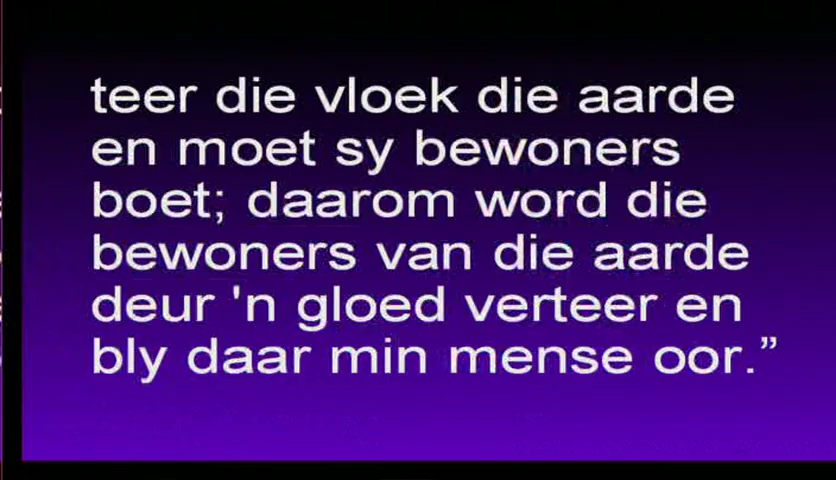 teer die vloek die aarde
en moet sy bewoners
boet; daarom word die
bewoners van die aarde
deur 'n gloed verteer en
bly daar min mense oor.”